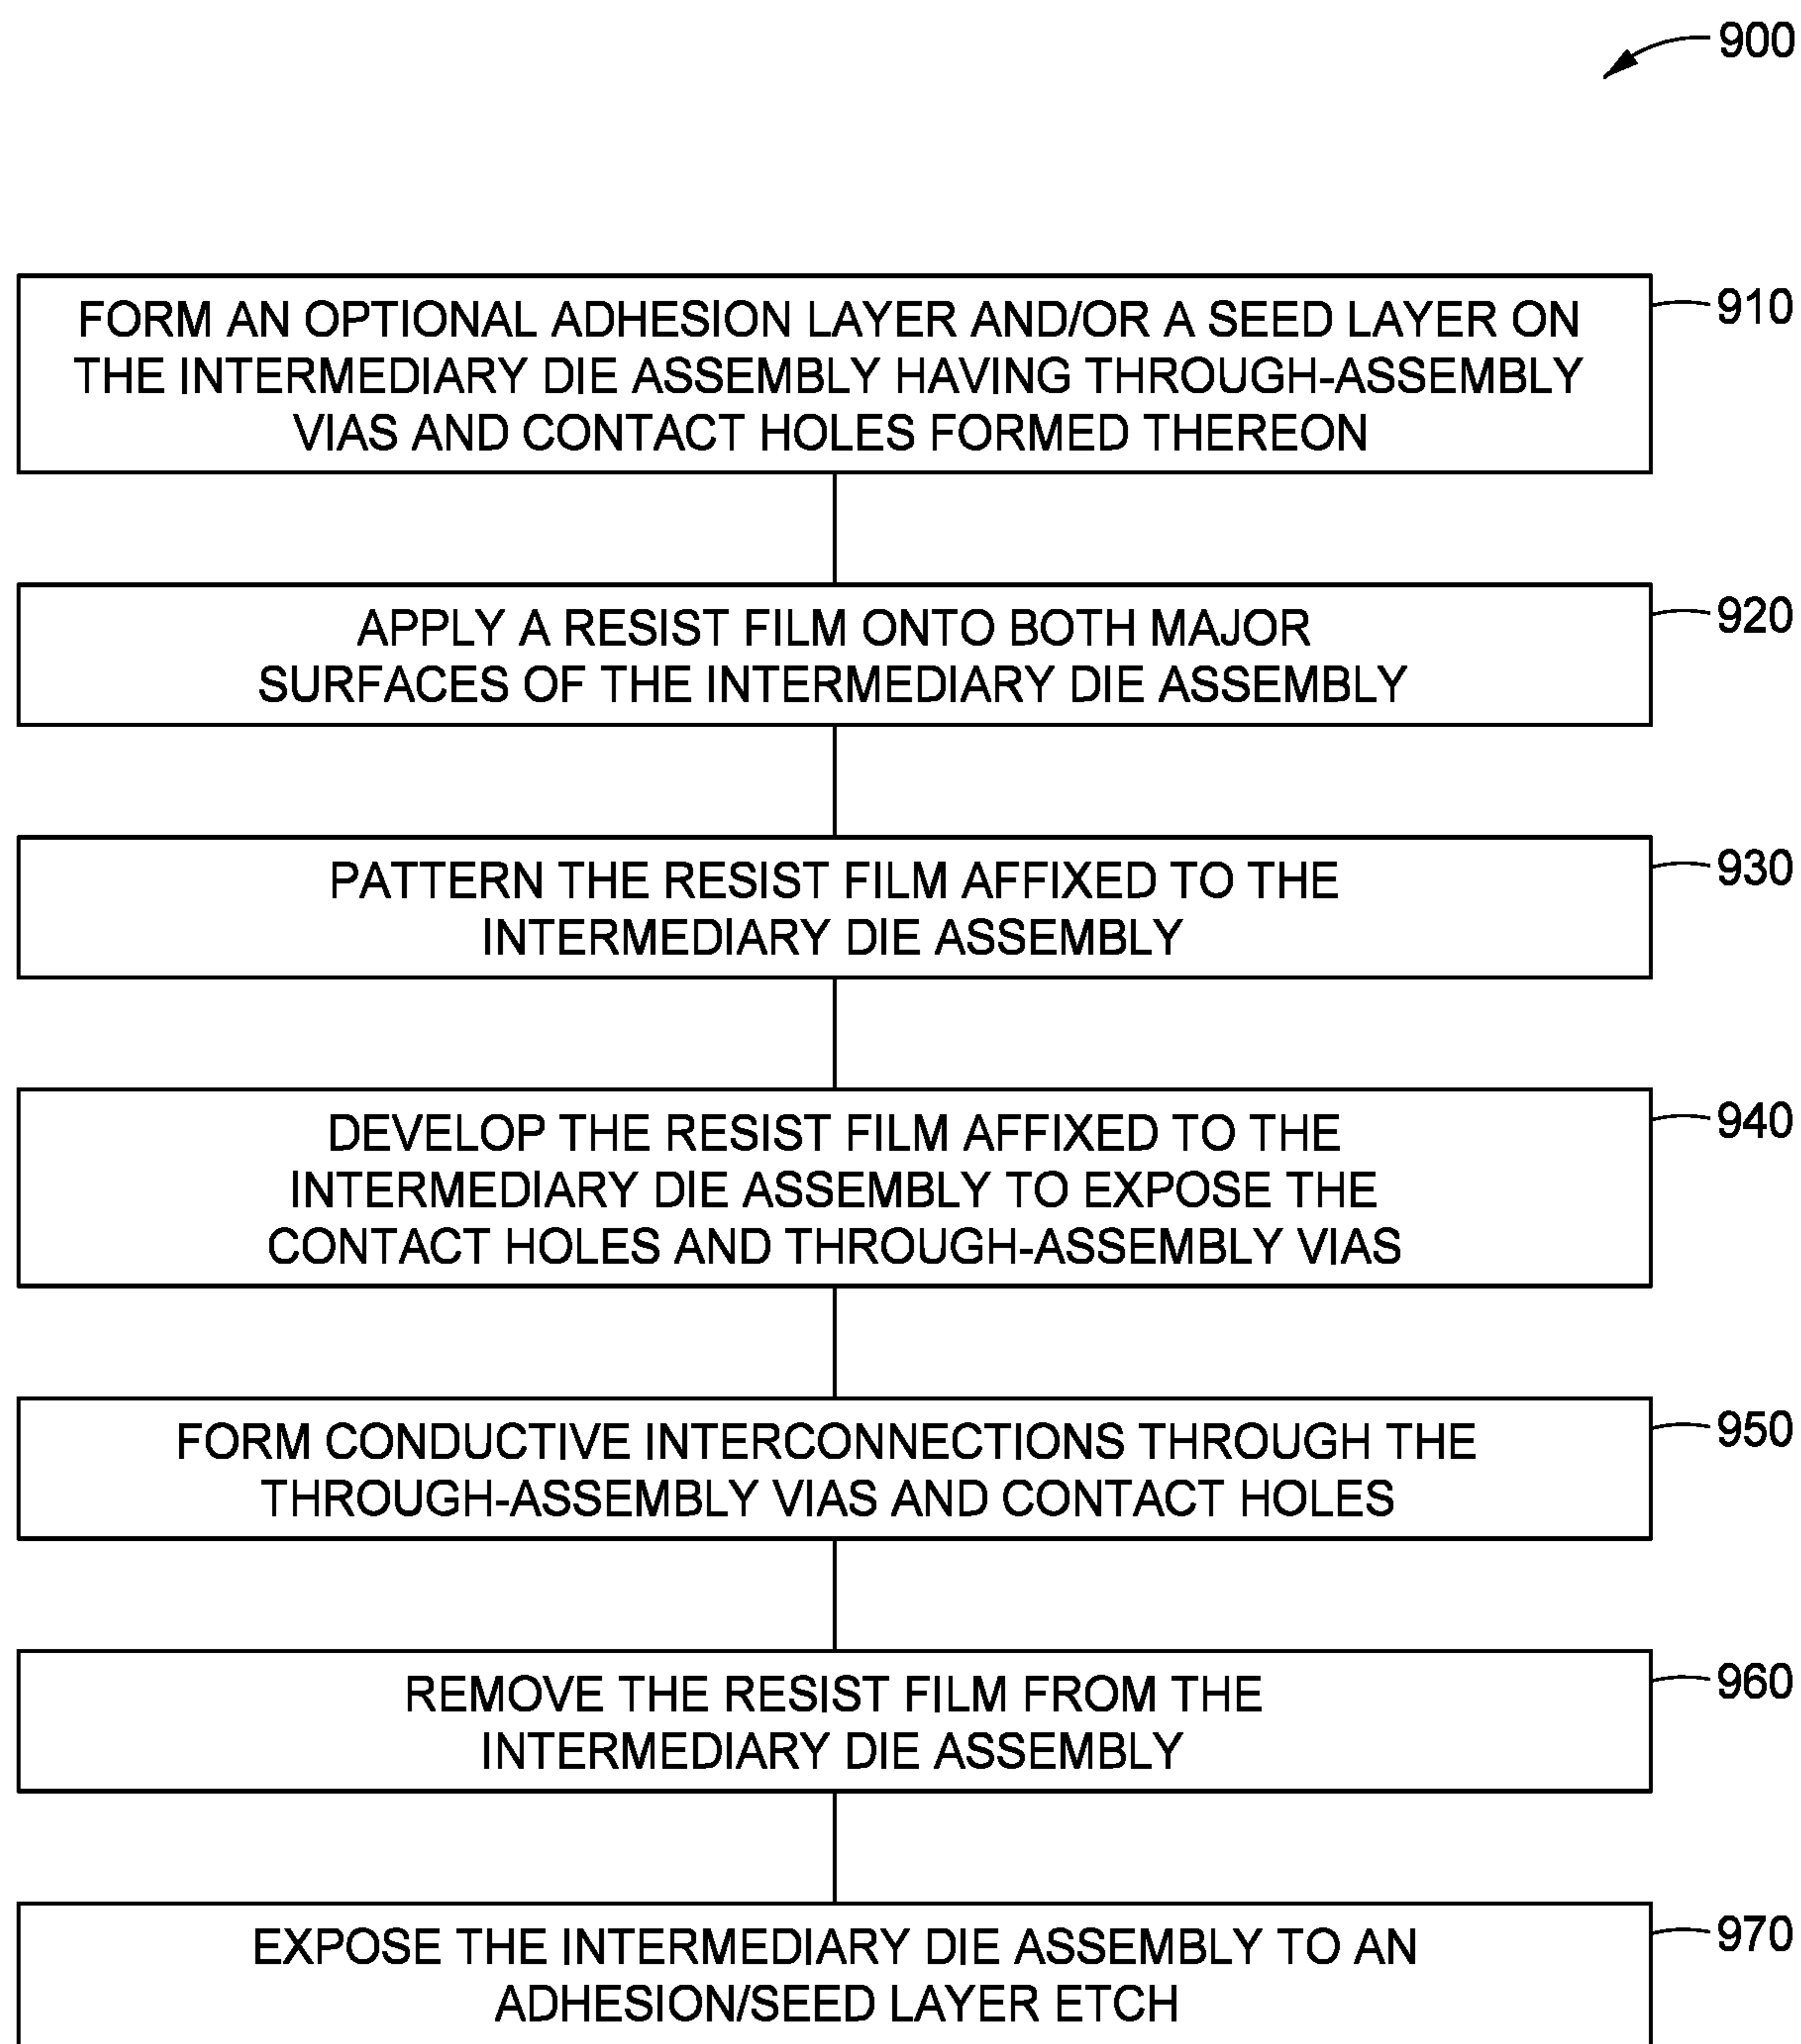 900
FORM AN OPTIONAL ADHESION LAYER AND/OR A SEED LAYER ON
THE INTERMEDIARY DIE ASSEMBLY HAVING THROUGH-ASSEMBLY
VIAS AND CONTACT HOLES FORMED THEREON
910
APPLY A RESIST FILM ONTO BOTH MAJOR
SURFACES OF THE INTERMEDIARY DIE ASSEMBLY
920
PATTERN THE RESIST FILM AFFIXED TO THE
INTERMEDIARY DIE ASSEMBLY
930
DEVELOP THE RESIST FILM AFFIXED TO THE
INTERMEDIARY DIE ASSEMBLY TO EXPOSE THE
CONTACT HOLES AND THROUGH-ASSEMBLY VIAS
940
FORM CONDUCTIVE INTERCONNECTIONS THROUGH THE
THROUGH-ASSEMBLY VIAS AND CONTACT HOLES
950
REMOVE THE RESIST FILM FROM THE
INTERMEDIARY DIE ASSEMBLY
960
EXPOSE THE INTERMEDIARY DIE ASSEMBLY TO AN
ADHESION/SEED LAYER ETCH
970